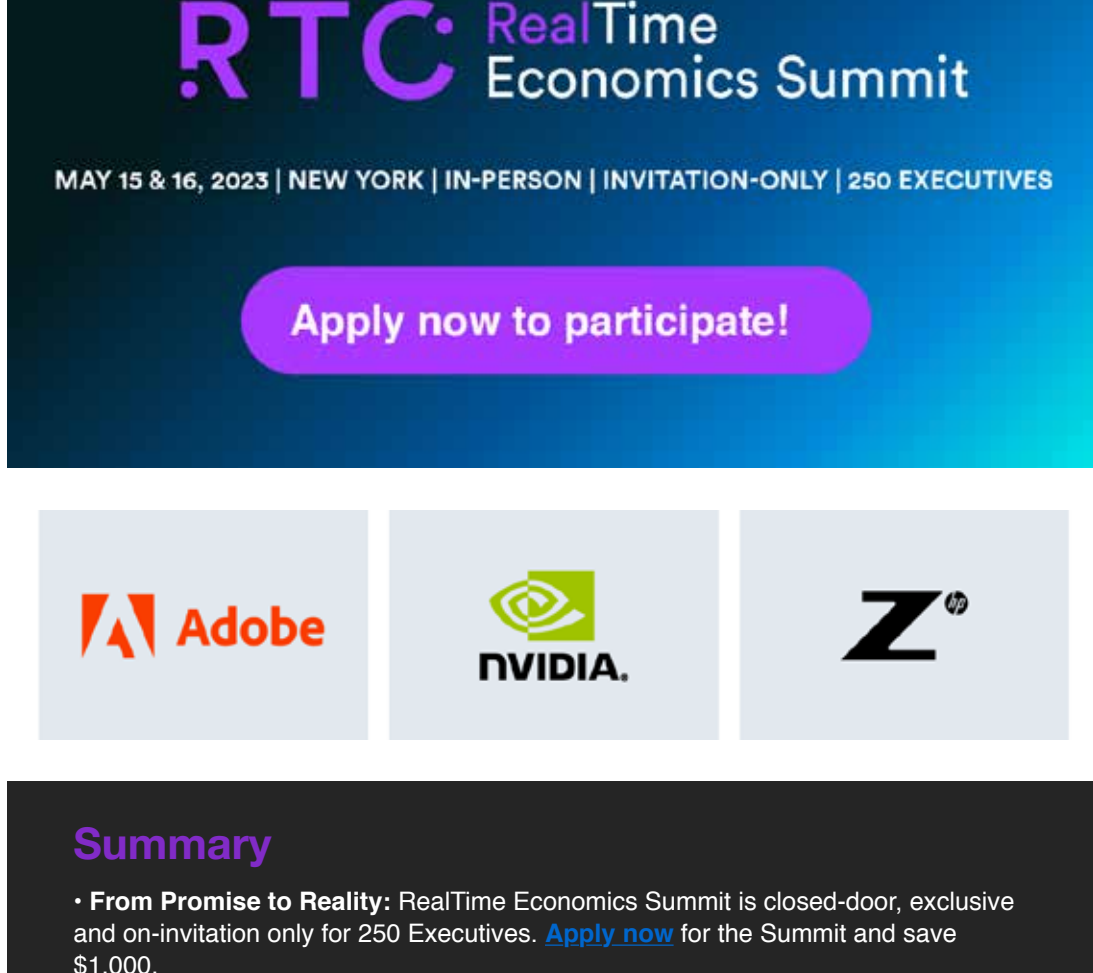 RTC RealTime
Economics Summit
MAY 15 & 16, 2023 | NEW YORK | IN-PERSON | INVITATION-ONLY | 250 EXECUTIVES
Apply now to participate!
Adobe
nVIDIA.
Z hp
Summary
• From Promise to Reality: RealTime Economics Summit is closed-door, exclusive
and on-invitation only for 250 Executives. Apply now for the Summit and save
$1,000.